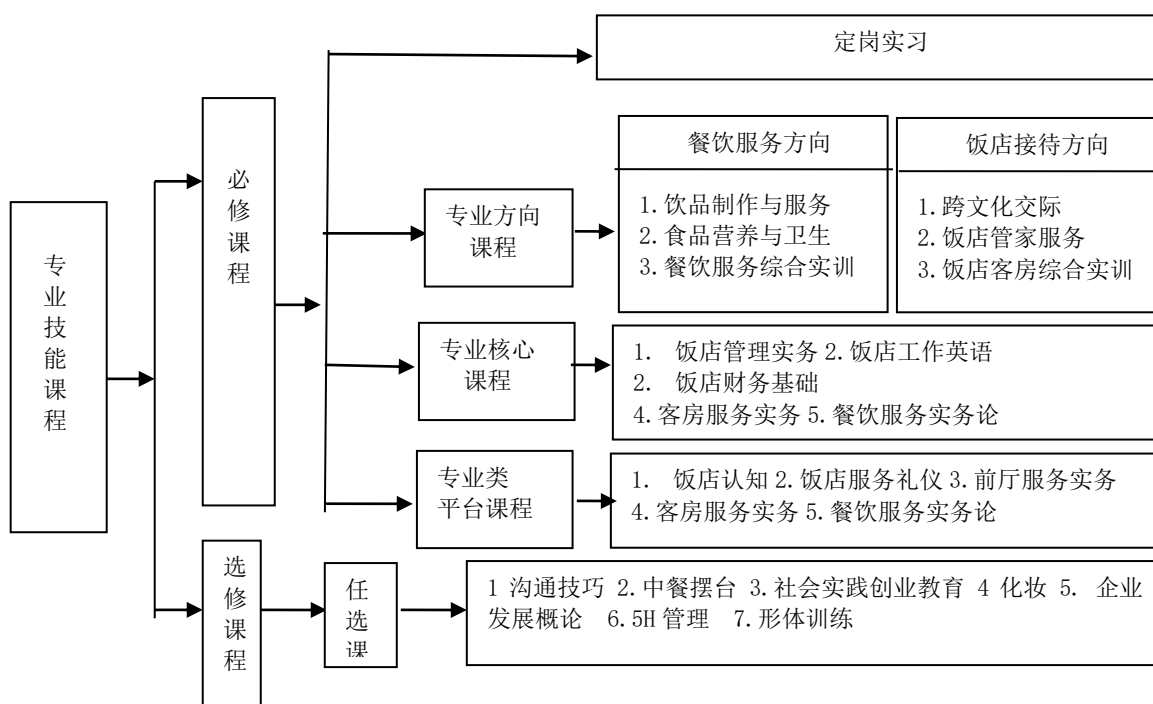 定岗实习
餐饮服务方向
饭店接待方向
必修课程
专业方向
课程
1.饮品制作与服务
2.食品营养与卫生
3.餐饮服务综合实训
1.跨文化交际
2.饭店管家服务
3.饭店客房综合实训
专业技能课程
专业核心
课程
1. 饭店管理实务 2.饭店工作英语
2. 饭店财务基础
4.客房服务实务 5.餐饮服务实务论
专业类
平台课程
1. 饭店认知 2.饭店服务礼仪 3.前厅服务实务
4.客房服务实务 5.餐饮服务实务论
选修课程
任选课
1 沟通技巧 2.中餐摆台 3.社会实践创业教育 4 化妆 5. 企业
发展概论 6.5H 管理 7.形体训练